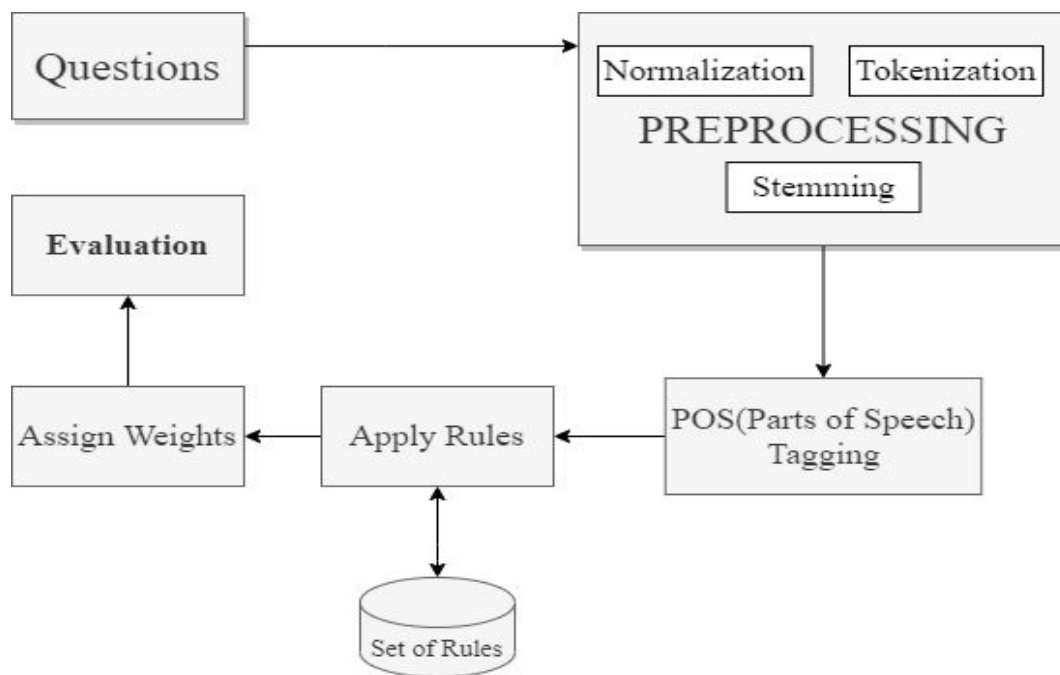 Questions
Normalization
Tokenization
PREPROCESSING
Stemming
Evaluation
Assign Weights
Apply Rules
POS(Parts of Speech)
Tagging
Set of Rules